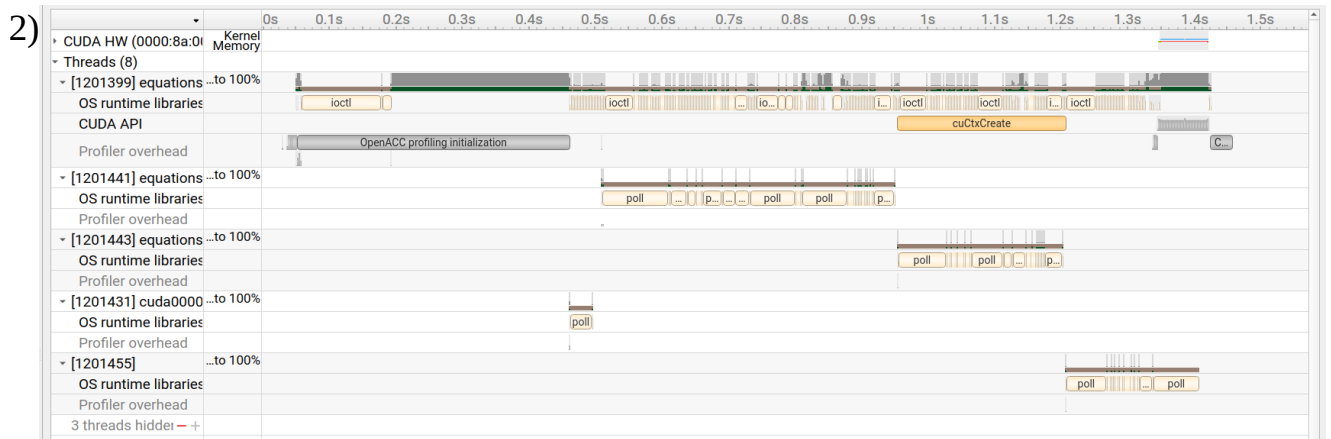 2)
0s 0.1s 0.2s 0.3s 0.4s 0.5s 0.6s 0.7s 0.8s 0.9s 1s 1.1s 1.2s 1.3s 1.4s 1.5s
CUDA HW (0000:8a:0 Kernel
Memory
Threads (8)
[1201399] equations ...to 100%
OS runtime libraries ioctl ioctl ... io... i... ioctl ioctl i... ioctl
CUDA API cuCtxCreate
Profiler overhead OpenACC profiling initialization C...
[1201441] equations ...to 100%
OS runtime libraries poll ... p... ... ... poll poll p...
Profiler overhead
[1201443] equations ...to 100%
OS runtime libraries poll poll ... p...
Profiler overhead
[1201431] cuda0000 ...to 100%
OS runtime libraries poll
Profiler overhead
[1201455] ...to 100%
OS runtime libraries poll ... poll
Profiler overhead
3 threads hidden